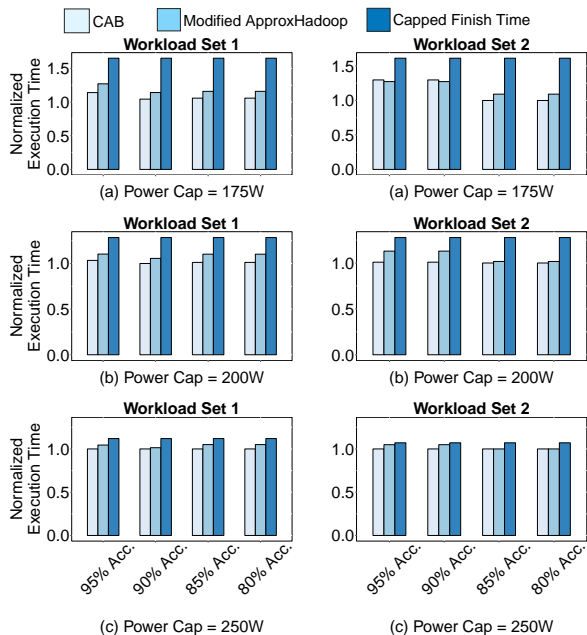 CAB Modified ApproxHadoop Capped Finish Time
Workload Set 1 Workload Set 2
Normalized
Execution Time
1.5
1.0
0.5
0.0
1.5
1.0
0.5
0.0
(a) Power Cap = 175W (a) Power Cap = 175W
Workload Set 1 Workload Set 2
Normalized
Execution Time
1.0
0.5
0.0
1.0
0.5
0.0
(b) Power Cap = 200W (b) Power Cap = 200W
Workload Set 1 Workload Set 2
Normalized
Execution Time
1.0
0.5
0.0
1.0
0.5
0.0
95% Acc. 90% Acc. 85% Acc. 80% Acc. 95% Acc. 90% Acc. 85% Acc. 80% Acc.
(c) Power Cap = 250W (c) Power Cap = 250W